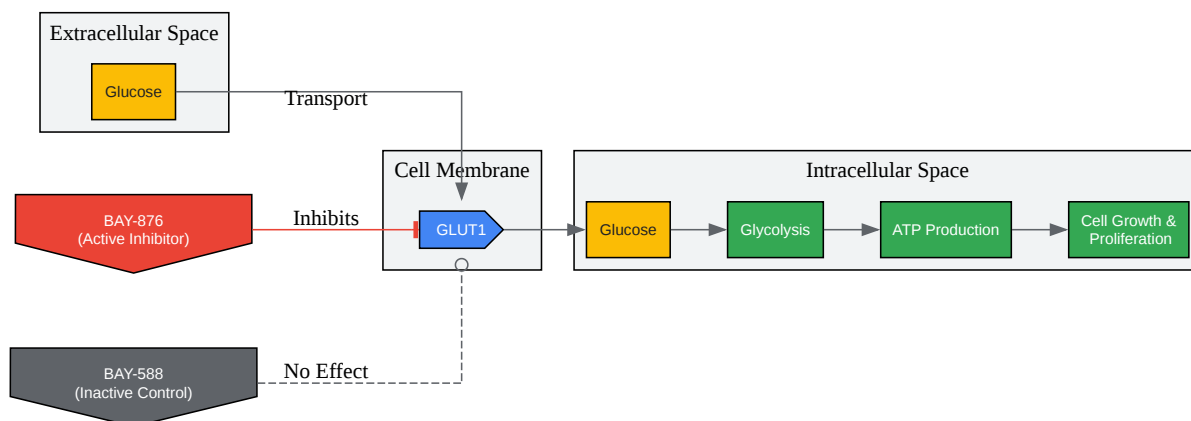 Extracellular Space
Glucose
Transport
Cell Membrane
Intracellular Space
BAY-876
(Active Inhibitor)
Inhibits
GLUT1
Glucose
Glycolysis
ATP Production
Cell Growth &
Proliferation
BAY-588
(Inactive Control)
No Effect